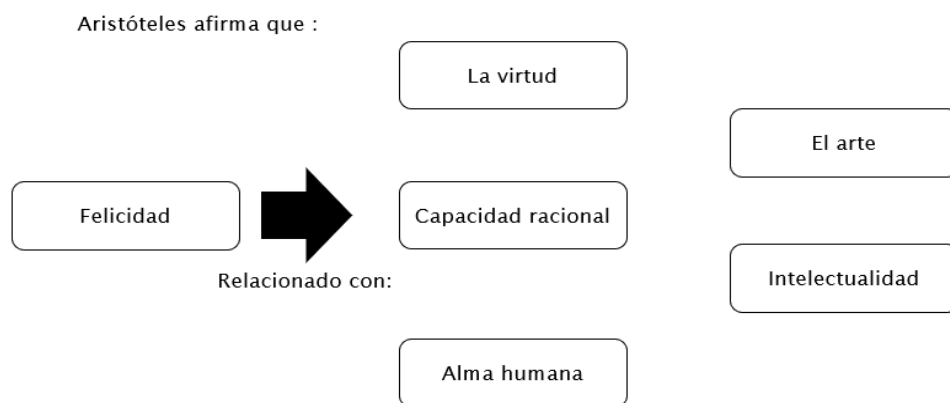 Aristóteles afirma que :
La virtud
El arte
Felicidad
Capacidad racional
Relacionado con:
Intelectualidad
Alma humana